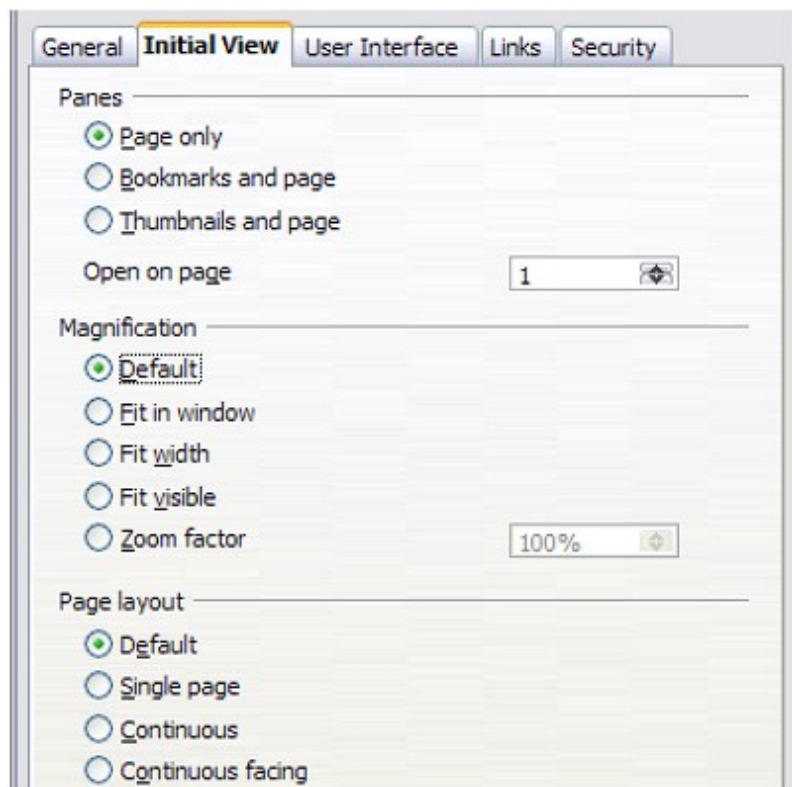 General Initial View User Interface Links Security
Panes
Page only
Bookmarks and page
Thumbnails and page
Open on page 1
Magnification
Default
Fit in window
Fit width
Fit visible
Zoom factor 100%
Page layout
Default
Single page
Continuous
Continuous facing